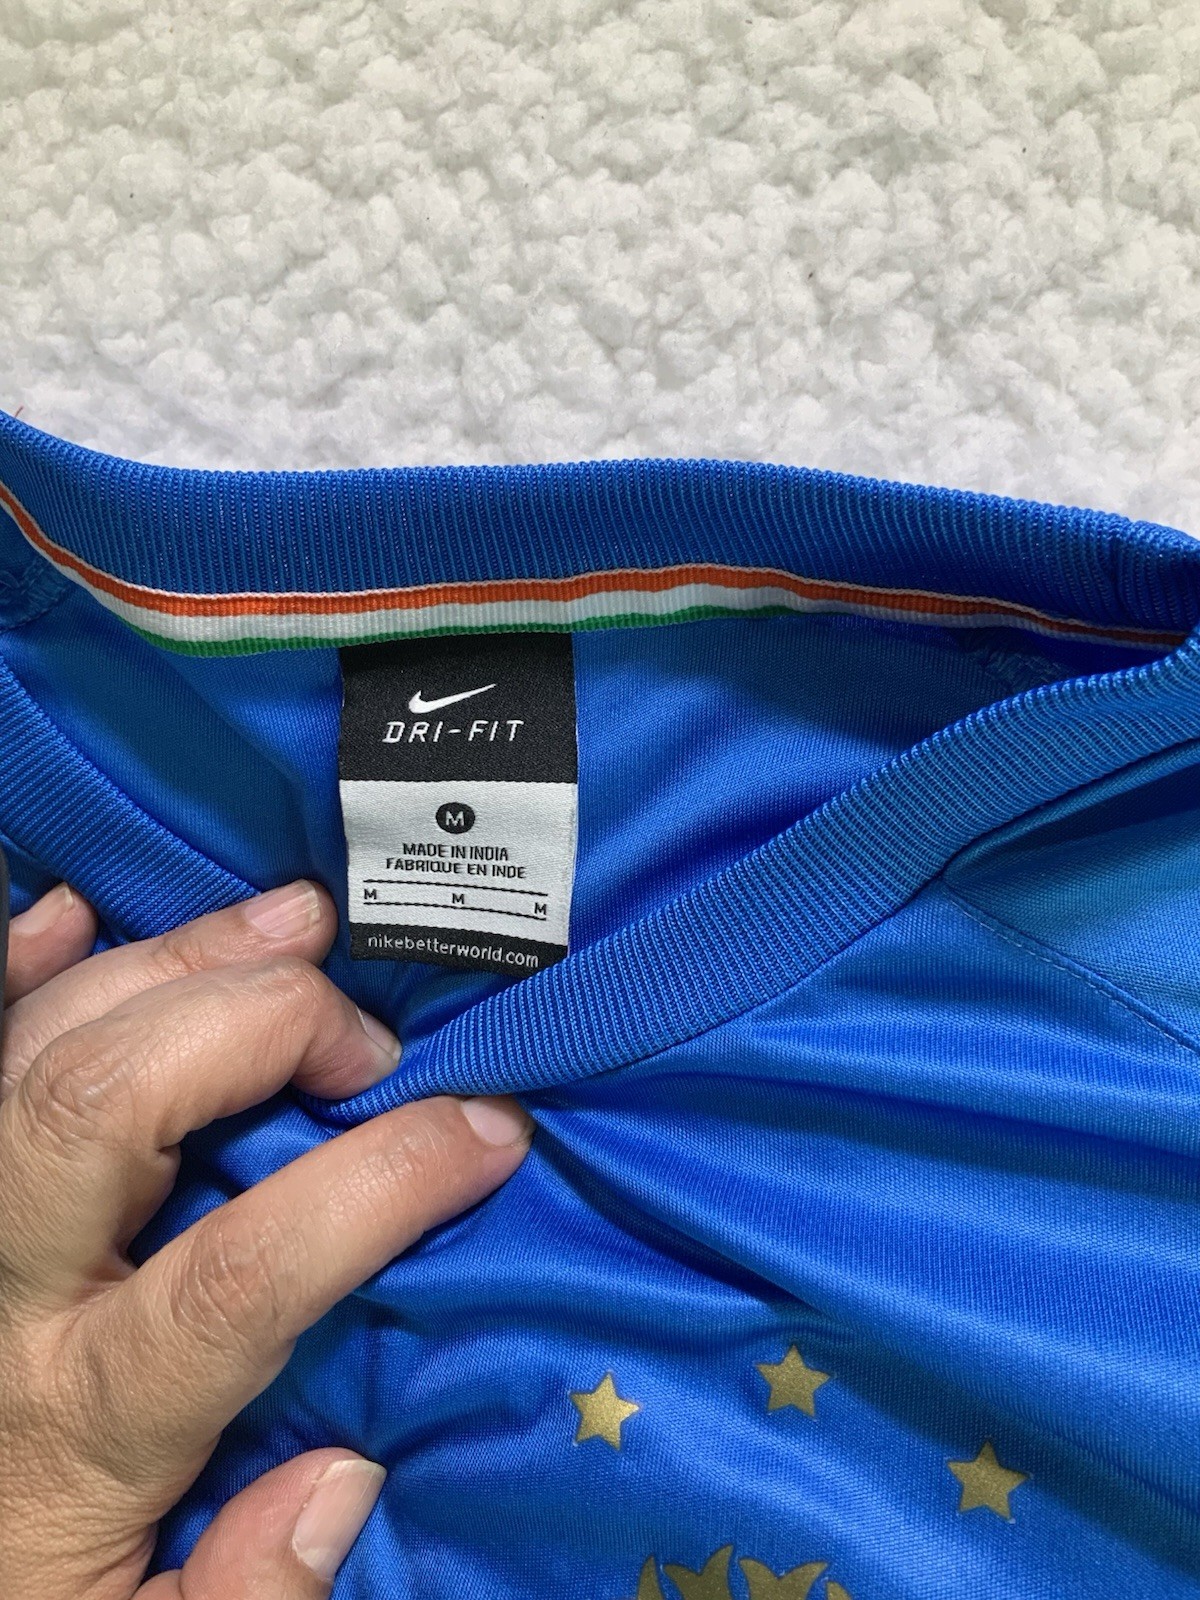 DRI-FIT
M
MADE IN INDIA
FABRIQUE EN INDE
M M M
nikebetterworld.com